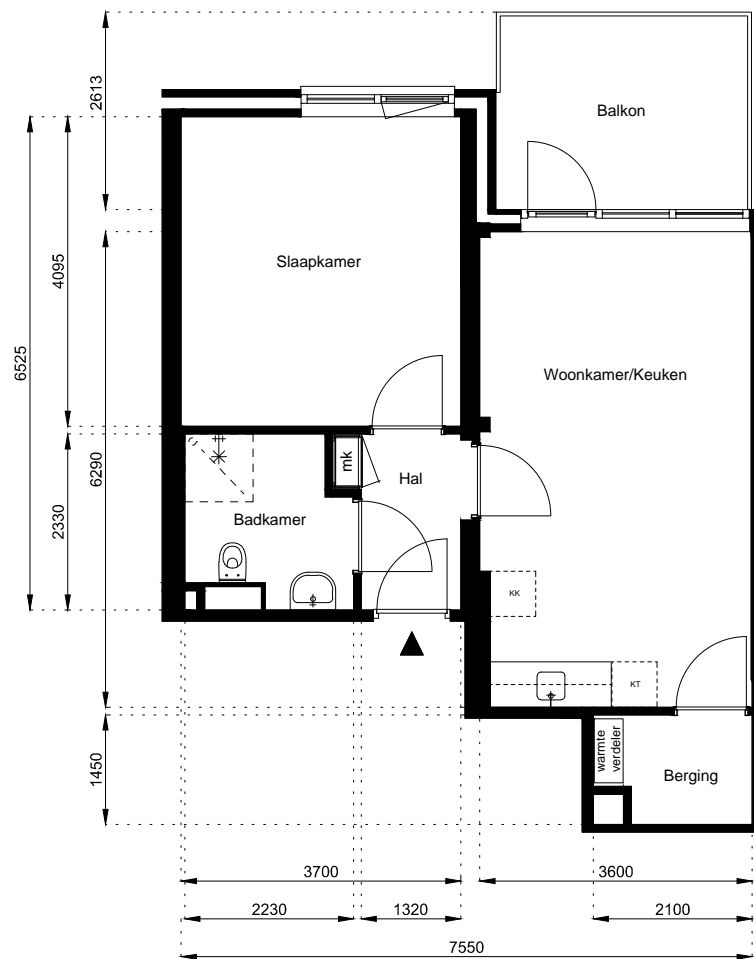 2613
Balkon
4095
Slaapkamer
6525
Woonkamer/Keuken
6290
mk
Hal
2330
Badkamer
KK
KT
1450
warmte
verdeler
Berging
3700
3600
2230
1320
2100
7550